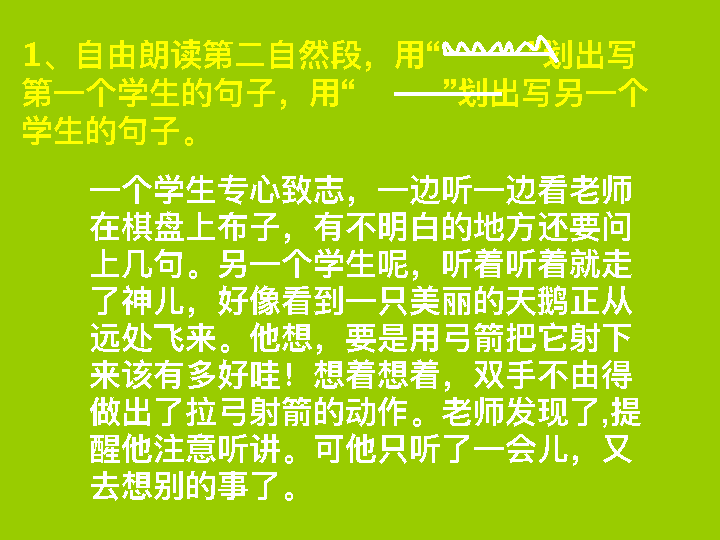 1、自由朗读第二自然段，用“ ”划出写
第一个学生的句子，用“ ”划出写另一个
学生的句子。
一个学生专心致志，一边听一边看老师
在棋盘上布子，有不明白的地方还要问
上几句。另一个学生呢，听着听着就走
了神儿，好像看到一只美丽的天鹅正从
远处飞来。他想，要是用弓箭把它射下
来该有多好哇！想着想着，双手不由得
做出了拉弓射箭的动作。老师发现了,提
醒他注意听讲。可他只听了一会儿，又
去想别的事了。